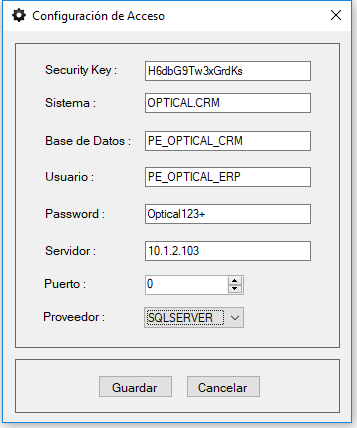 Configuración de Acceso
Security Key : H6dbG9Tw3xGrdKs
Sistema : OPTICAL.CRM
Base de Datos : PE_OPTICAL_CRM
Usuario : PE_OPTICAL_ERP
Password : Optical123+
Servidor : 10.1.2.103
Puerto : 0
Proveedor : SQLSERVER
Guardar Cancelar